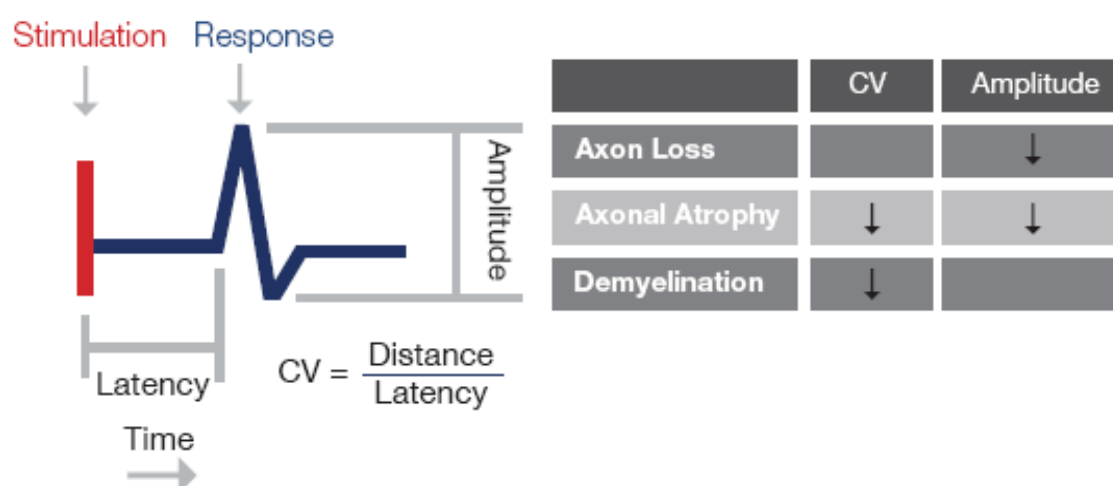 Stimulation Response
Amplitude
Latency
Time
CV = Distance
Latency
CV Amplitude
Axon Loss ↓
Axonal Atrophy ↓ ↓
Demyelination ↓